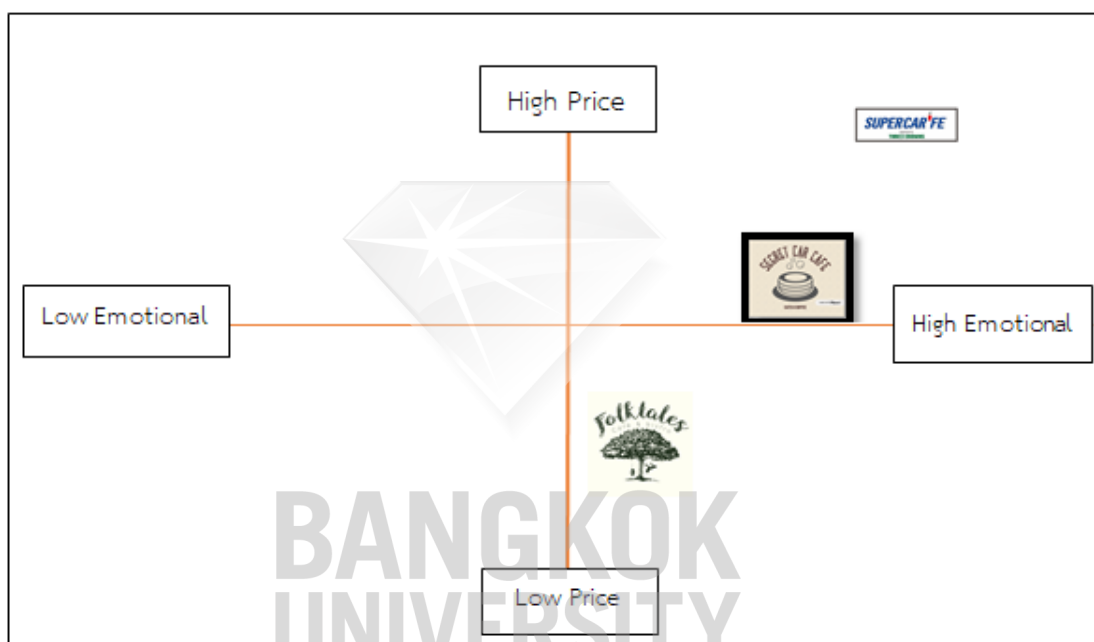 High Price
SUPERCAR'FE
SECRET CAR CAFE
Low Emotional
High Emotional
Folktales
BANGKOK
UNIVERSITY
Low Price